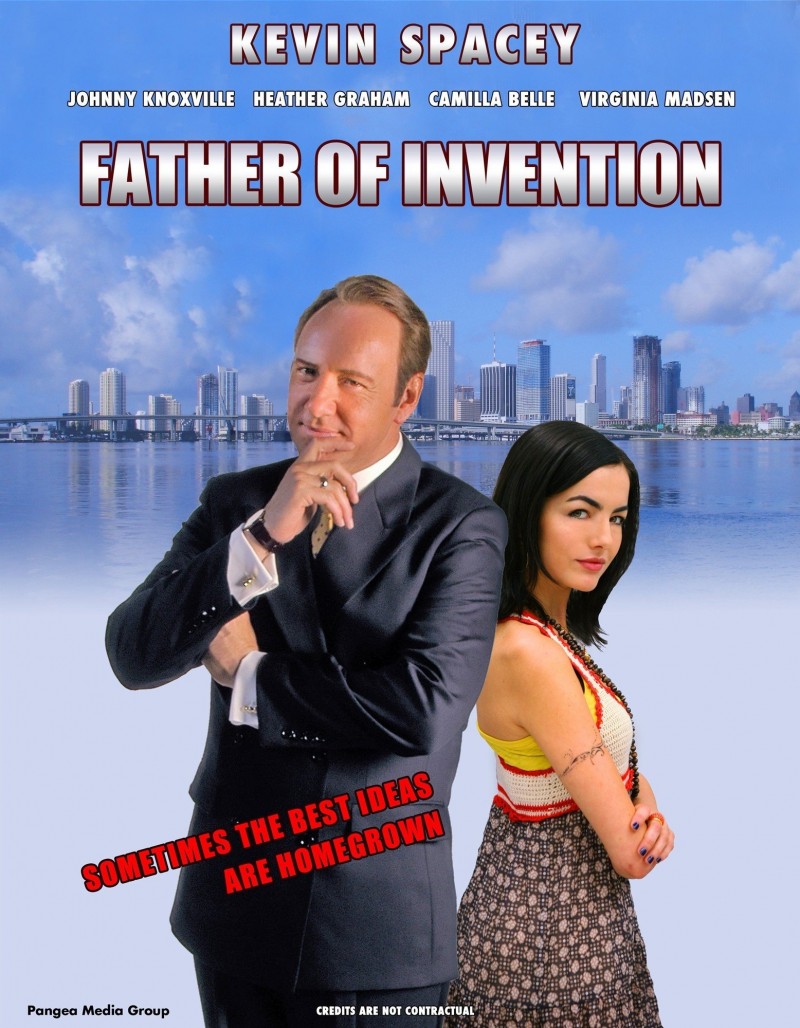 KEVIN SPACEY
JOHNNY KNOXVILLE HEATHER GRAHAM CAMILLA BELLE VIRGINIA MADSEN
FATHER OF INVENTION
SOMETIMES THE BEST IDEAS
ARE HOMEGROWN
Pangea Media Group
CREDITS ARE NOT CONTRACTUAL